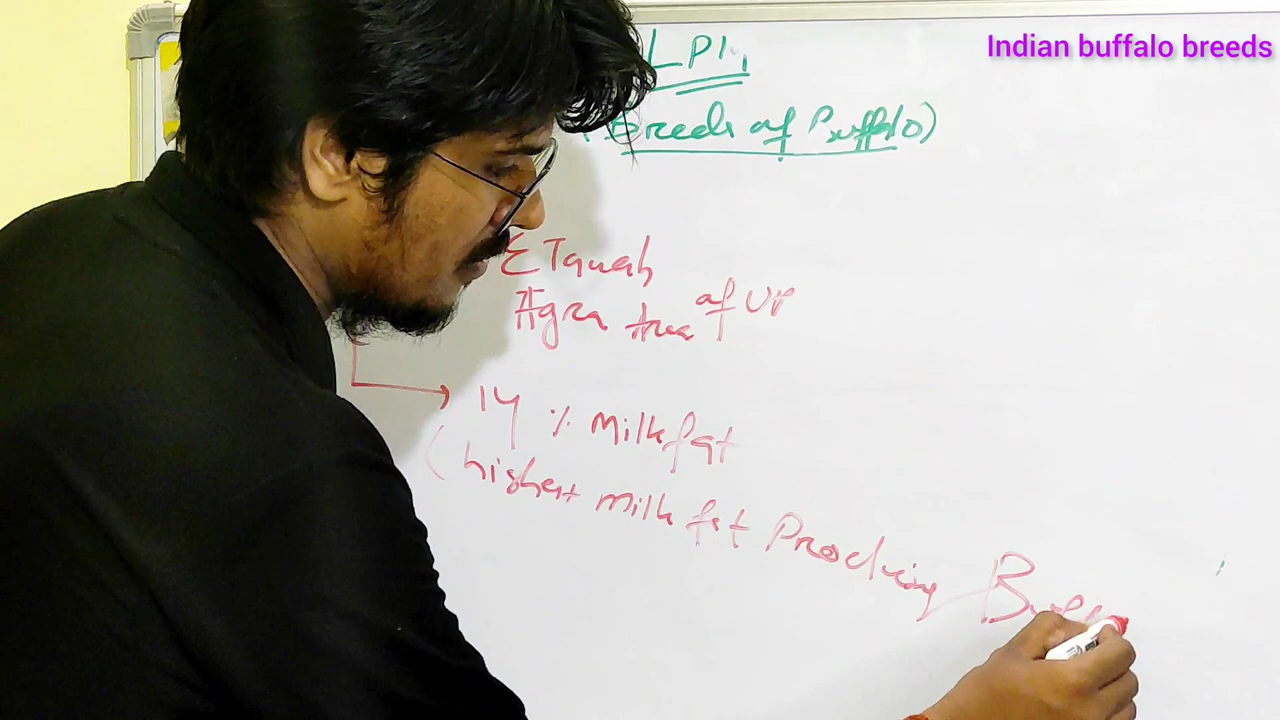 Indian buffalo breeds
LPM
(Breeds of Buffalo)
ETawah
Agra Area of UP
14 % milk fat
(highest milk fat Producing Buff